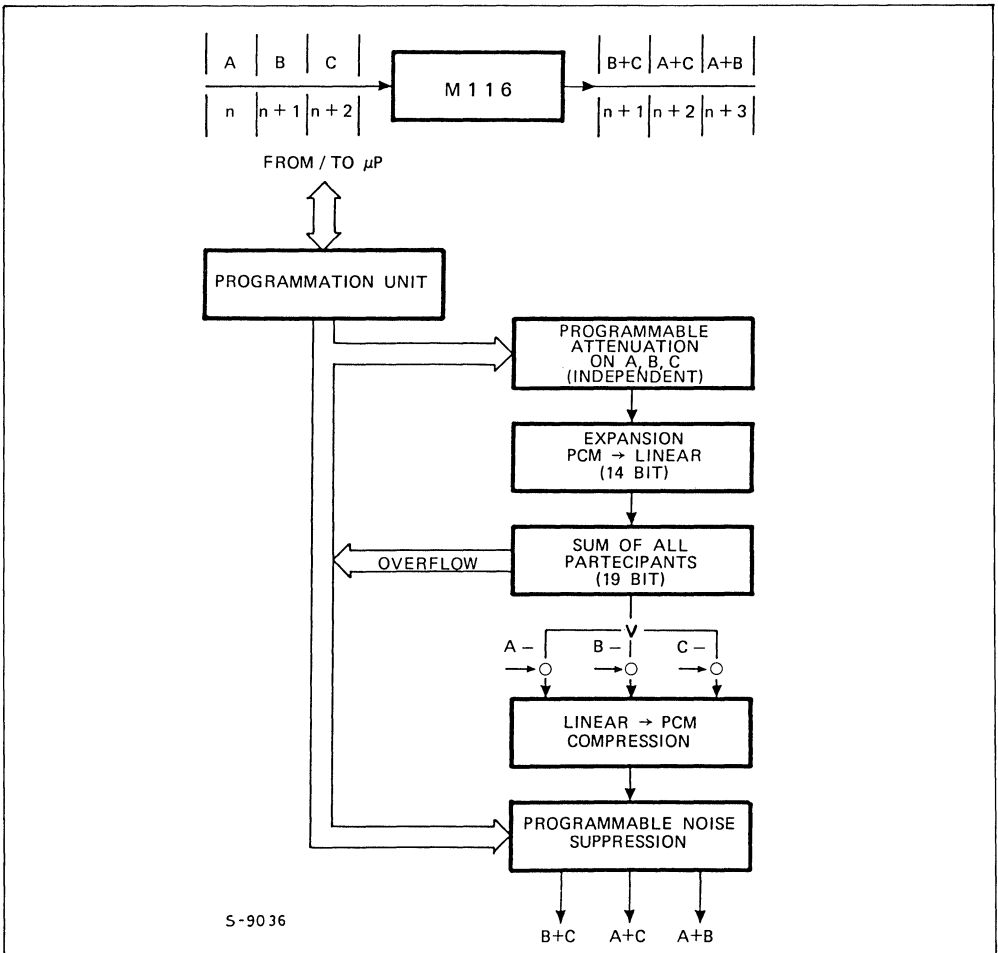 A B C
M116
B+C A+C A+B
n n+1 n+2
n+1 n+2 n+3
FROM / TO μP
PROGRAMMATION UNIT
PROGRAMMABLE
ATTENUATION
ON A, B, C
(INDEPENDENT)
EXPANSION
PCM → LINEAR
(14 BIT)
SUM OF ALL
PARTECIPANTS
(19 BIT)
OVERFLOW
V
A – B – C –
LINEAR → PCM
COMPRESSION
PROGRAMMABLE NOISE
SUPPRESSION
S-9036
B+C A+C A+B